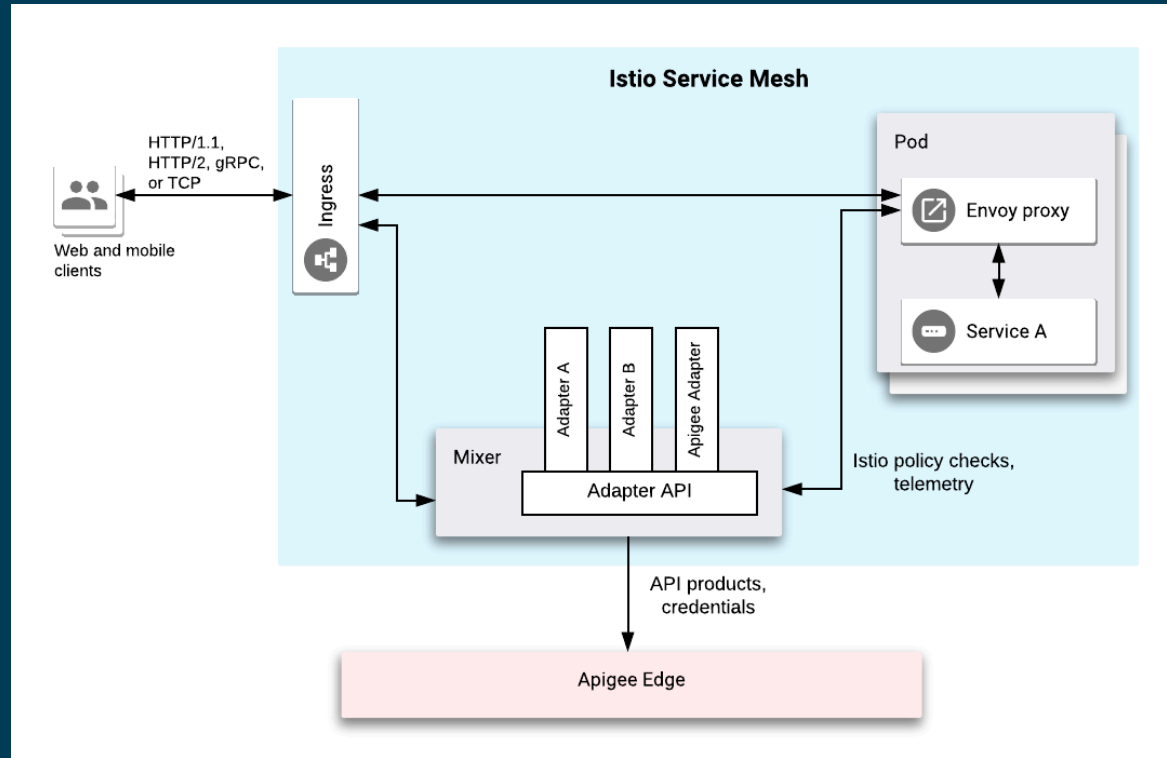 Istio Service Mesh
HTTP/1.1,
HTTP/2, gRPC,
or TCP
Web and mobile
clients
Ingress
Pod
Envoy proxy
Service A
Adapter A
Adapter B
Apigee Adapter
Mixer
Adapter API
Istio policy checks,
telemetry
API products,
credentials
Apigee Edge